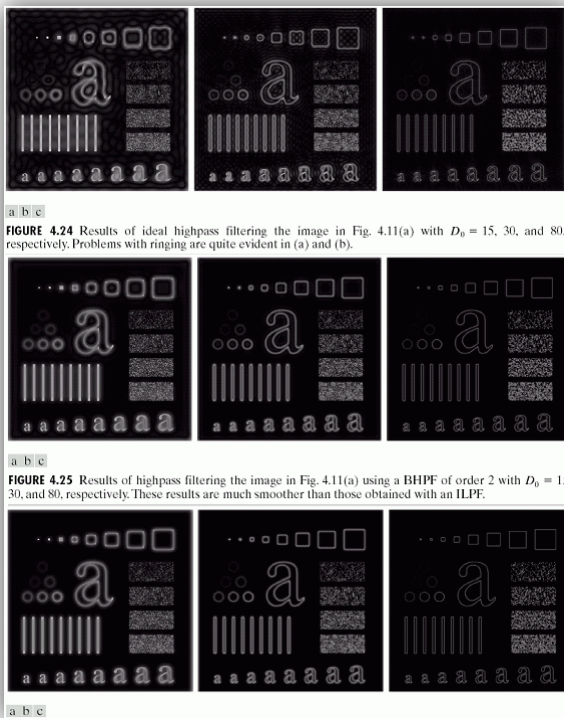 a
a a a a a a a a
a
a a a a a a a a
a
a a a a a a a a
a b c
FIGURE 4.24 Results of ideal highpass filtering the image in Fig. 4.11(a) with D₀ = 15, 30, and 80,
respectively. Problems with ringing are quite evident in (a) and (b).
a
a a a a a a a a
a
a a a a a a a a
a
a a a a a a a a
a b c
FIGURE 4.25 Results of highpass filtering the image in Fig. 4.11(a) using a BHPF of order 2 with D₀ = 1
30, and 80, respectively. These results are much smoother than those obtained with an ILPF.
a
a a a a a a a a
a
a a a a a a a a
a
a a a a a a a a
a b c